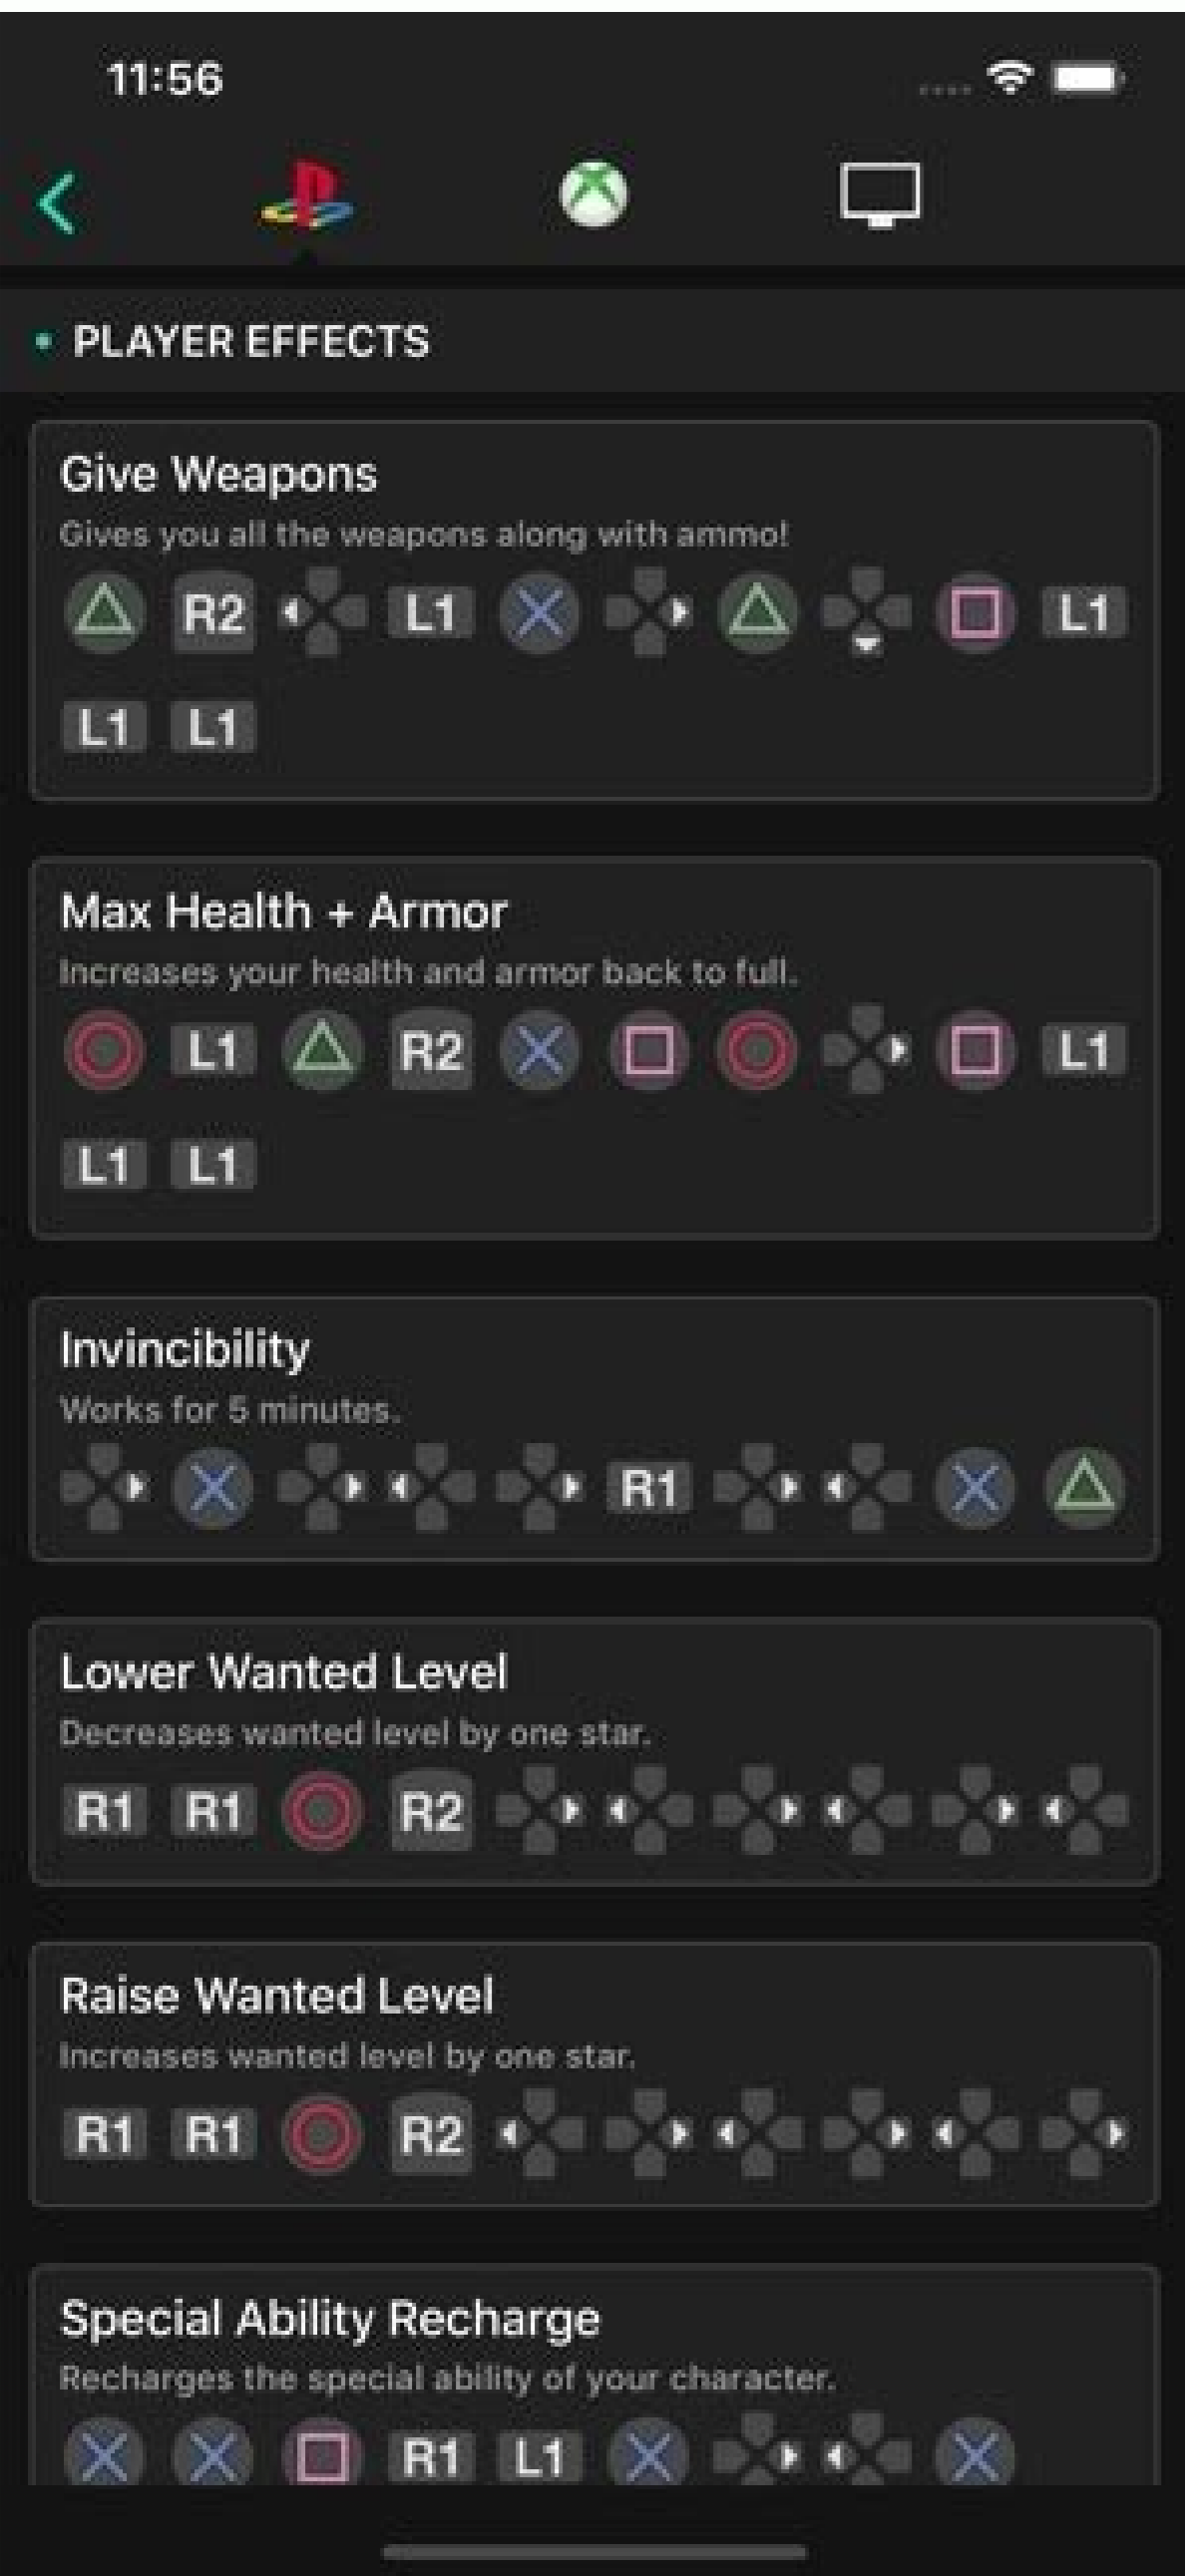 11:56
PLAYER EFFECTS
Give Weapons
Gives you all the weapons along with ammo!
R2 L1 L1
L1 L1
Max Health + Armor
Increases your health and armor back to full.
L1 R2 L1
L1 L1
Invincibility
Works for 5 minutes.
R1
Lower Wanted Level
Decreases wanted level by one star.
R1 R1 R2
Raise Wanted Level
Increases wanted level by one star.
R1 R1 R2
Special Ability Recharge
Recharges the special ability of your character.
R1 L1